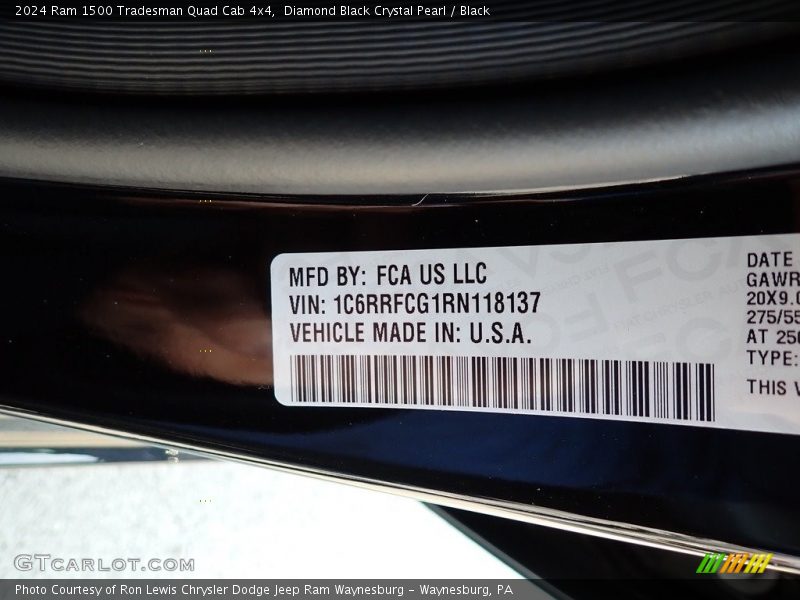 2024 Ram 1500 Tradesman Quad Cab 4x4,  Diamond Black Crystal Pearl / Black
MFD BY: FCA US LLC
VIN: 1C6RRFCG1RN118137
VEHICLE MADE IN: U.S.A.
DATE
GAWR
20X9.0
275/55
AT 250
TYPE:
THIS
GTCARLOT.COM
Photo Courtesy of Ron Lewis Chrysler Dodge Jeep Ram Waynesburg - Waynesburg, PA